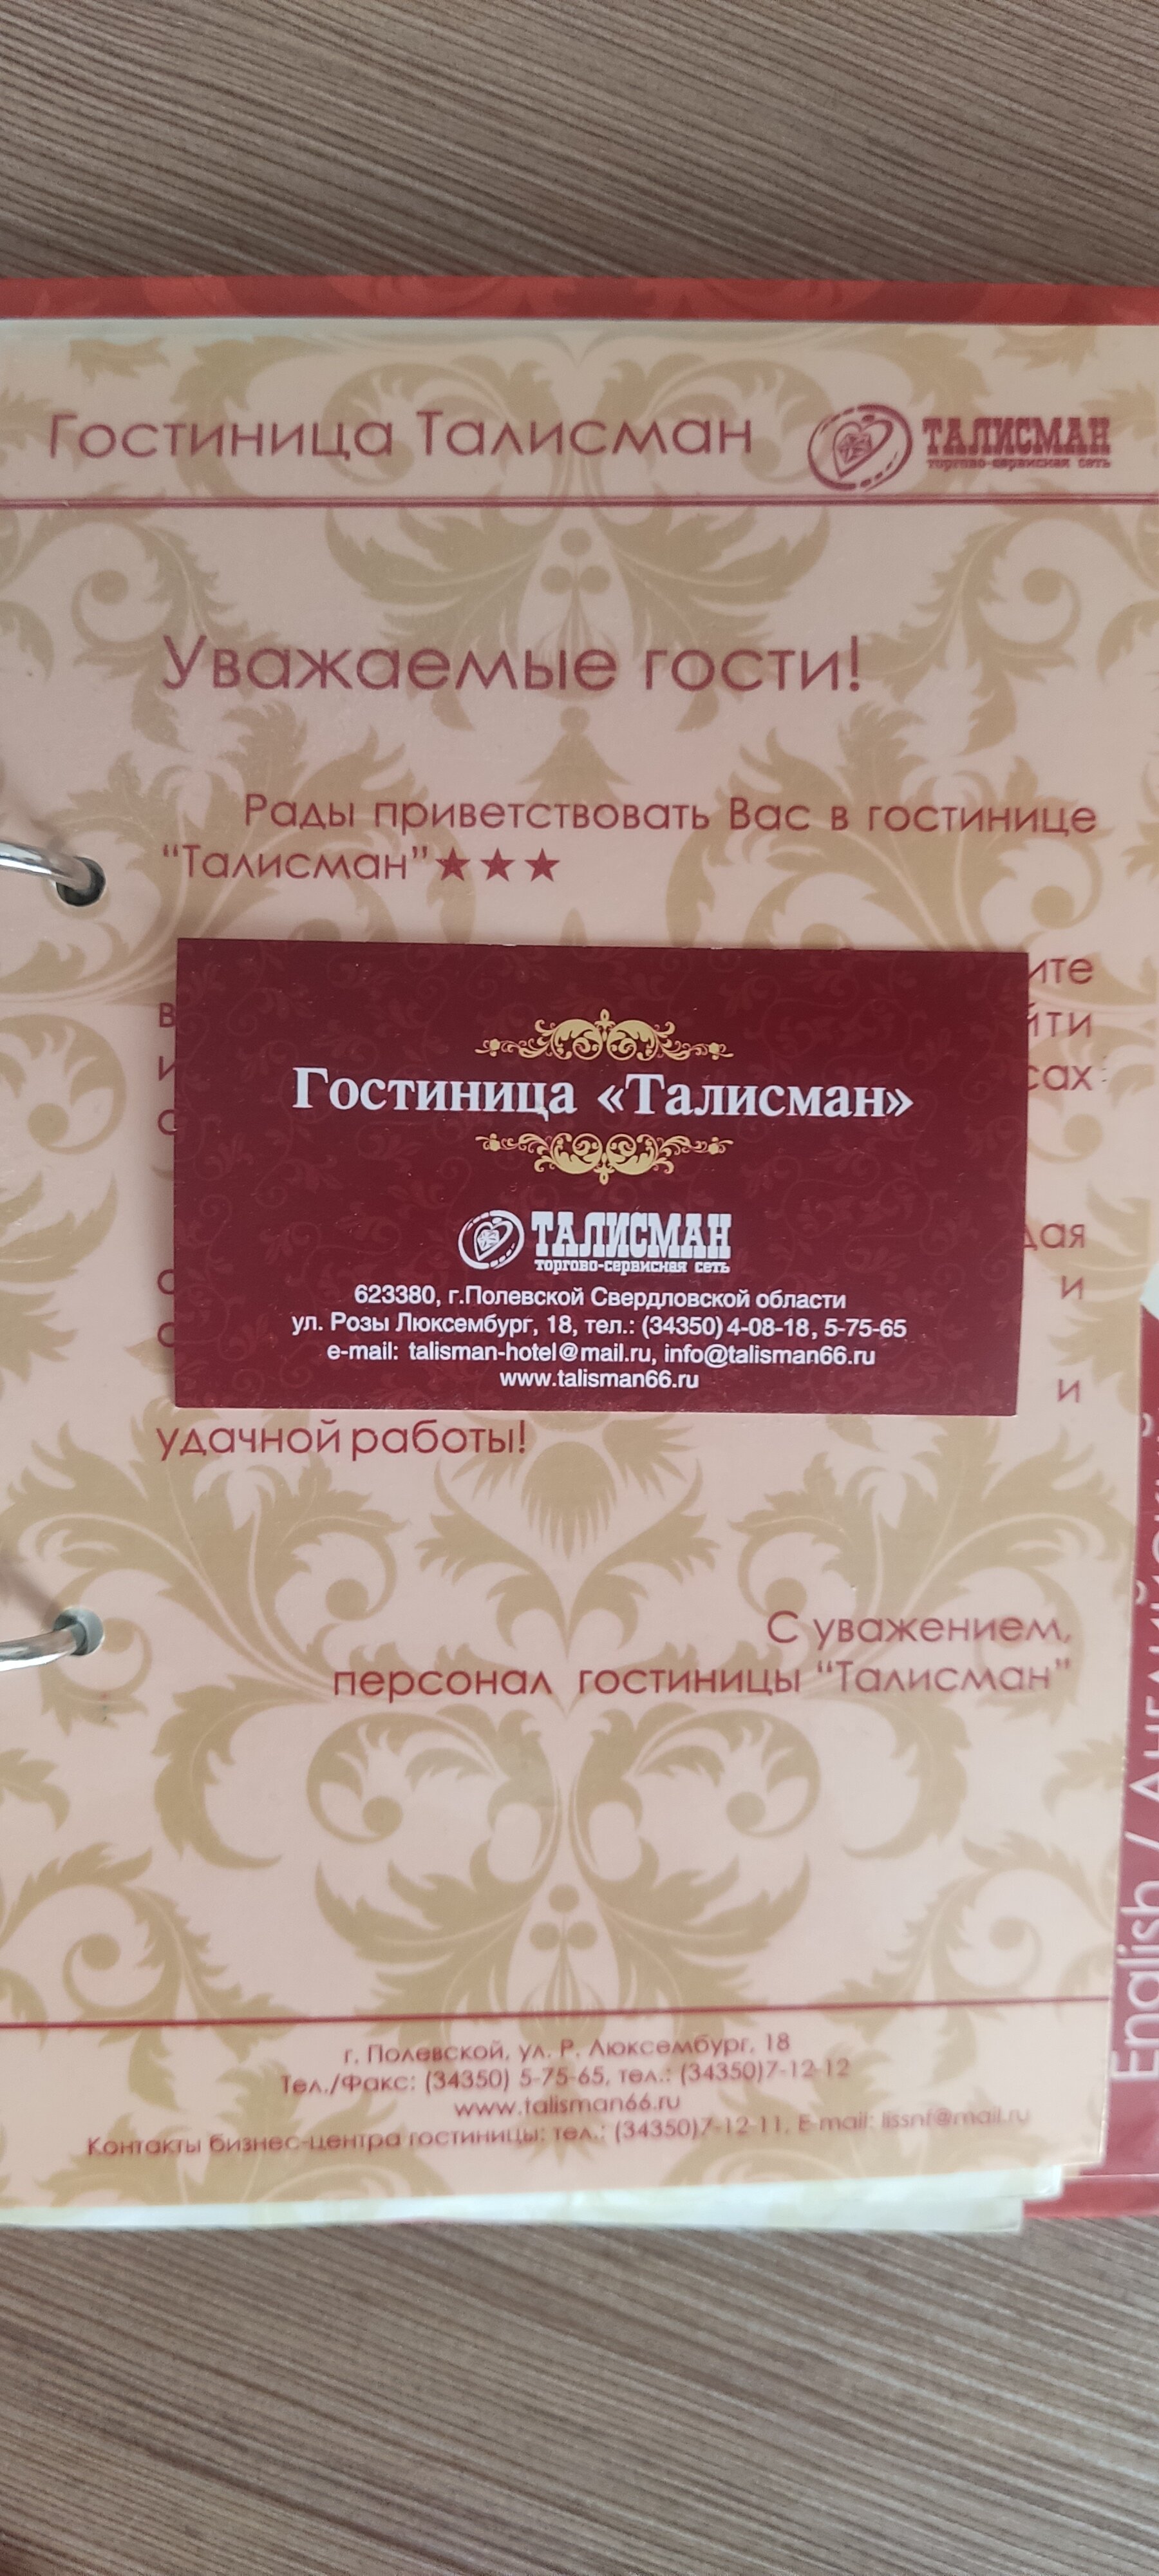 Гостиница Талисман
ТАЛИСМАН
торгово-сервисная сеть
Уважаемые гости!
Рады приветствовать Вас в гостинице
“Талисман”★★★
Гостиница «Талисман»
ТАЛИСМАН
торгово-сервисная сеть
623380, г.Полевской Свердловской области
ул. Розы Люксембург, 18, тел.: (34350) 4-08-18, 5-75-65
e-mail: talisman-hotel@mail.ru, info@talisman66.ru
www.talisman66.ru
и
и
удачной работы!
С уважением,
персонал гостиницы “Талисман”
г. Полевской, ул. Р. Люксембург, 18
Тел./Факс: (34350) 5-75-65, тел.: (34350)7-12-12
www.talisman66.ru
Контакты бизнес-центра гостиницы: тел.: (34350)7-12-11, E-mail: lissnf@mail.ru
English / Английский